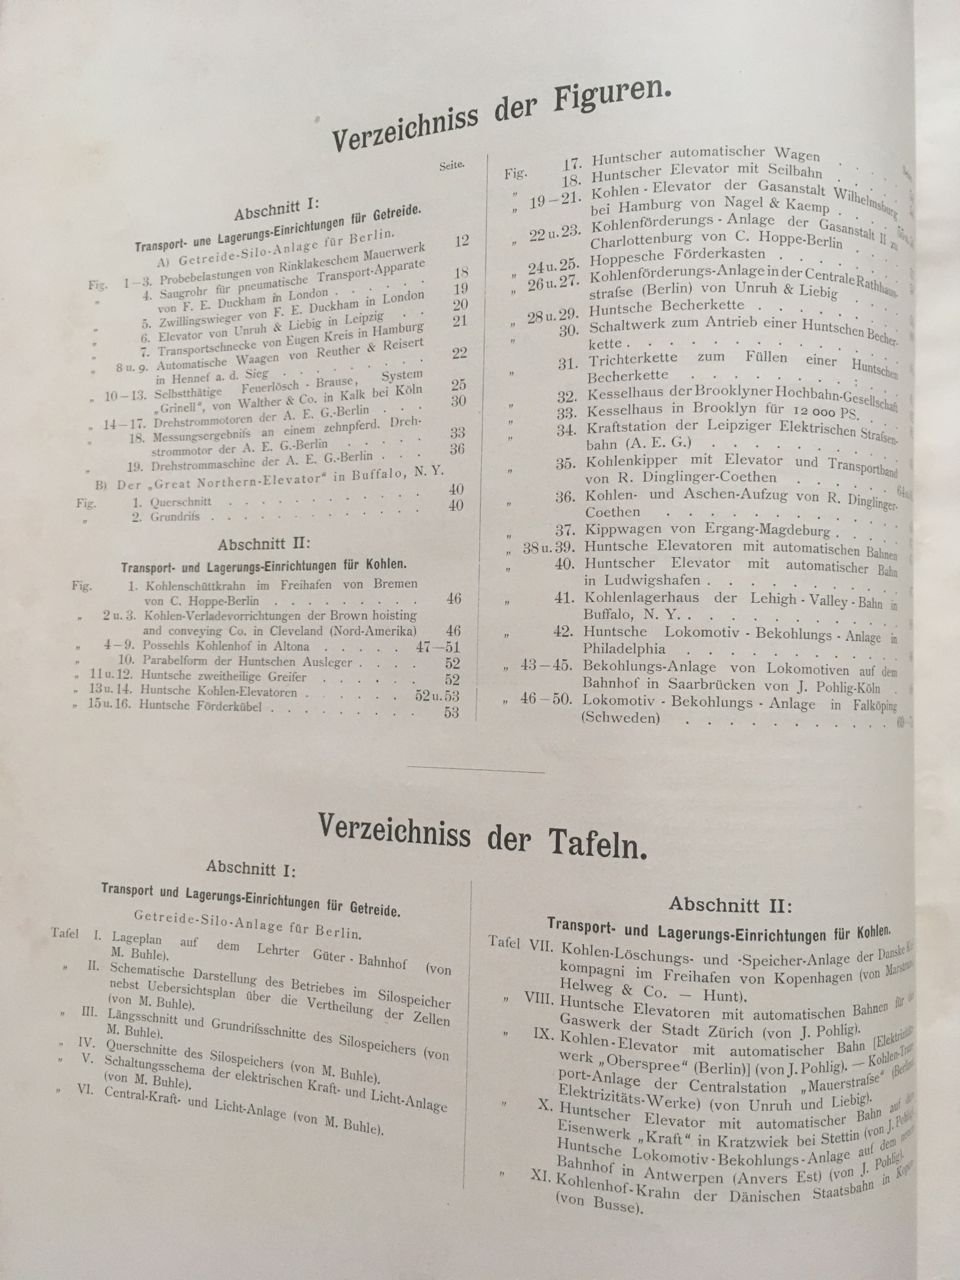 Verzeichniss der Figuren.
Seite.
Abschnitt I:
Transport- une Lagerungs-Einrichtungen für Getreide.
A) Getreide-Silo-Anlage für Berlin.
Fig. 1—3. Probebelastungen von Rinklakeschem Mauerwerk 12
„ 4. Saugrohr für pneumatische Transport-Apparate
von F. E. Duckham in London . . . . . . 18
„ 5. Zwillingswieger von F. E. Duckham in London 19
„ 6. Elevator von Unruh & Liebig in Leipzig . . 20
„ 7. Transportschnecke von Eugen Kreis in Hamburg 21
„ 8 u. 9. Automatische Waagen von Reuther & Reisert
in Hennef a. d. Sieg . . . . . . . . . 22
„ 10—13. Selbstthätige Feuerlösch-Brause, System
„Grinell“, von Walther & Co. in Kalk bei Köln 25
„ 14—17. Drehstrommotoren der A. E. G.-Berlin . . . 30
„ 18. Messungsergebnifs an einem zehnpferd. Dreh-
strommotor der A. E. G.-Berlin . . . . . 33
„ 19. Drehstrommaschine der A. E. G.-Berlin . . . 36
B) Der „Great Northern-Elevator“ in Buffalo, N. Y.
Fig. 1. Querschnitt . . . . . . . . . . . 40
„ 2. Grundrifs . . . . . . . . . . . . 40
Abschnitt II:
Transport- und Lagerungs-Einrichtungen für Kohlen.
Fig. 1. Kohlenschüttkrahn im Freihafen von Bremen
von C. Hoppe-Berlin . . . . . . . . . 46
„ 2 u. 3. Kohlen-Verladevorrichtungen der Brown hoisting
and conveying Co. in Cleveland (Nord-Amerika) 46
„ 4—9. Possehls Kohlenhof in Altona . . . . . 47—51
„ 10. Parabelform der Huntschen Ausleger . . . . 52
„ 11 u. 12. Huntsche zweitheilige Greifer . . . . . . 52
„ 13 u. 14. Huntsche Kohlen-Elevatoren . . . . . . 52 u. 53
„ 15 u. 16. Huntsche Förderkübel . . . . . . . . . 53
Fig. 17. Huntscher automatischer Wagen . . . .
„ 18. Huntscher Elevator mit Seilbahn . . . .
„ 19—21. Kohlen-Elevator der Gasanstalt Wilhelmsburg
bei Hamburg von Nagel & Kaemp . . . .
„ 22 u. 23. Kohlenförderungs-Anlage der Gasanstalt II zu
Charlottenburg von C. Hoppe-Berlin
„ 24 u. 25. Hoppesche Förderkasten . . . . . . .
„ 26 u. 27. Kohlenförderungs-Anlage in der Centrale Rathhaus-
strafse (Berlin) von Unruh & Liebig . . .
„ 28 u. 29. Huntsche Becherkette . . . . . . . .
„ 30. Schaltwerk zum Antrieb einer Huntschen Becher-
kette . . . . . . . . . . . . .
„ 31. Trichterkette zum Füllen einer Huntschen
Becherkette . . . . . . . . . . .
„ 32. Kesselhaus der Brooklyner Hochbahn-Gesellschaft
„ 33. Kesselhaus in Brooklyn für 12 000 PS.
„ 34. Kraftstation der Leipziger Elektrischen Strafsen-
bahn (A. E. G.) . . . . . . . . .
„ 35. Kohlenkipper mit Elevator und Transportband
von R. Dinglinger-Coethen . . . . . .
„ 36. Kohlen- und Aschen-Aufzug von R. Dinglinger-
Coethen . . . . . . . . . . . .
„ 37. Kippwagen von Ergang-Magdeburg . . . .
„ 38 u. 39. Huntsche Elevatoren mit automatischen Bahnen
„ 40. Huntscher Elevator mit automatischer Bahn
in Ludwigshafen . . . . . . . . .
„ 41. Kohlenlagerhaus der Lehigh-Valley-Bahn in
Buffalo, N. Y. . . . . . . . . . .
„ 42. Huntsche Lokomotiv-Bekohlungs-Anlage in
Philadelphia . . . . . . . . . . .
„ 43—45. Bekohlungs-Anlage von Lokomotiven auf dem
Bahnhof in Saarbrücken von J. Pohlig-Köln .
„ 46—50. Lokomotiv-Bekohlungs-Anlage in Falköping
(Schweden) . . . . . . . . . . .
Verzeichniss der Tafeln.
Abschnitt I:
Transport und Lagerungs-Einrichtungen für Getreide.
Getreide-Silo-Anlage für Berlin.
Tafel I. Lageplan auf dem Lehrter Güter-Bahnhof (von
M. Buhle).
„ II. Schematische Darstellung des Betriebes im Silospeicher
nebst Uebersichtsplan über die Vertheilung der Zellen
(von M. Buhle).
„ III. Längsschnitt und Grundrifsschnitte des Silospeichers (von
M. Buhle).
„ IV. Querschnitte des Silospeichers (von M. Buhle).
„ V. Schaltungsschema der elektrischen Kraft- und Licht-Anlage
(von M. Buhle).
„ VI. Central-Kraft- und Licht-Anlage (von M. Buhle).
Abschnitt II:
Transport- und Lagerungs-Einrichtungen für Kohlen.
Tafel VII. Kohlen-Löschungs- und -Speicher-Anlage der Danske
kompagni im Freihafen von Kopenhagen (von
Helweg & Co. — Hunt).
„ VIII. Huntsche Elevatoren mit automatischen Bahnen für das
Gaswerk der Stadt Zürich (von J. Pohlig).
„ IX. Kohlen-Elevator mit automatischer Bahn [Elektrizitäts-
werk „Oberspree“ (Berlin)] (von J. Pohlig). — Kohlen-Trans-
port-Anlage der Centralstation „Mauerstrafse“ (Berliner
Elektrizitäts-Werke) (von Unruh und Liebig).
„ X. Huntscher Elevator mit automatischer Bahn auf dem
Eisenwerk „Kraft“ in Kratzwiek bei Stettin (von J. Pohlig).
Huntsche Lokomotiv-Bekohlungs-Anlage auf dem neuen
Bahnhof in Antwerpen (Anvers Est) (von J. Pohlig).
„ XI. Kohlenhof-Krahn der Dänischen Staatsbahn in
(von Busse).